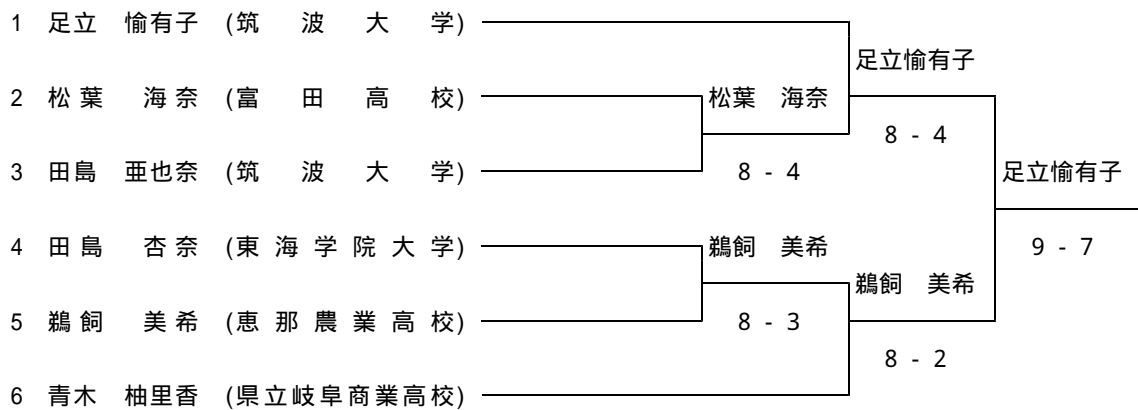 1 足立 愉有子 (筑波大学)
足立愉有子
2 松葉 海奈 (富田高校)
松葉 海奈
8 - 4
3 田島 亜也奈 (筑波大学)
8 - 4
足立愉有子
4 田島 杏奈 (東海学院大学)
鵜飼 美希
9 - 7
鵜飼 美希
5 鵜飼 美希 (恵那農業高校)
8 - 3
8 - 2
6 青木 柚里香 (県立岐阜商業高校)